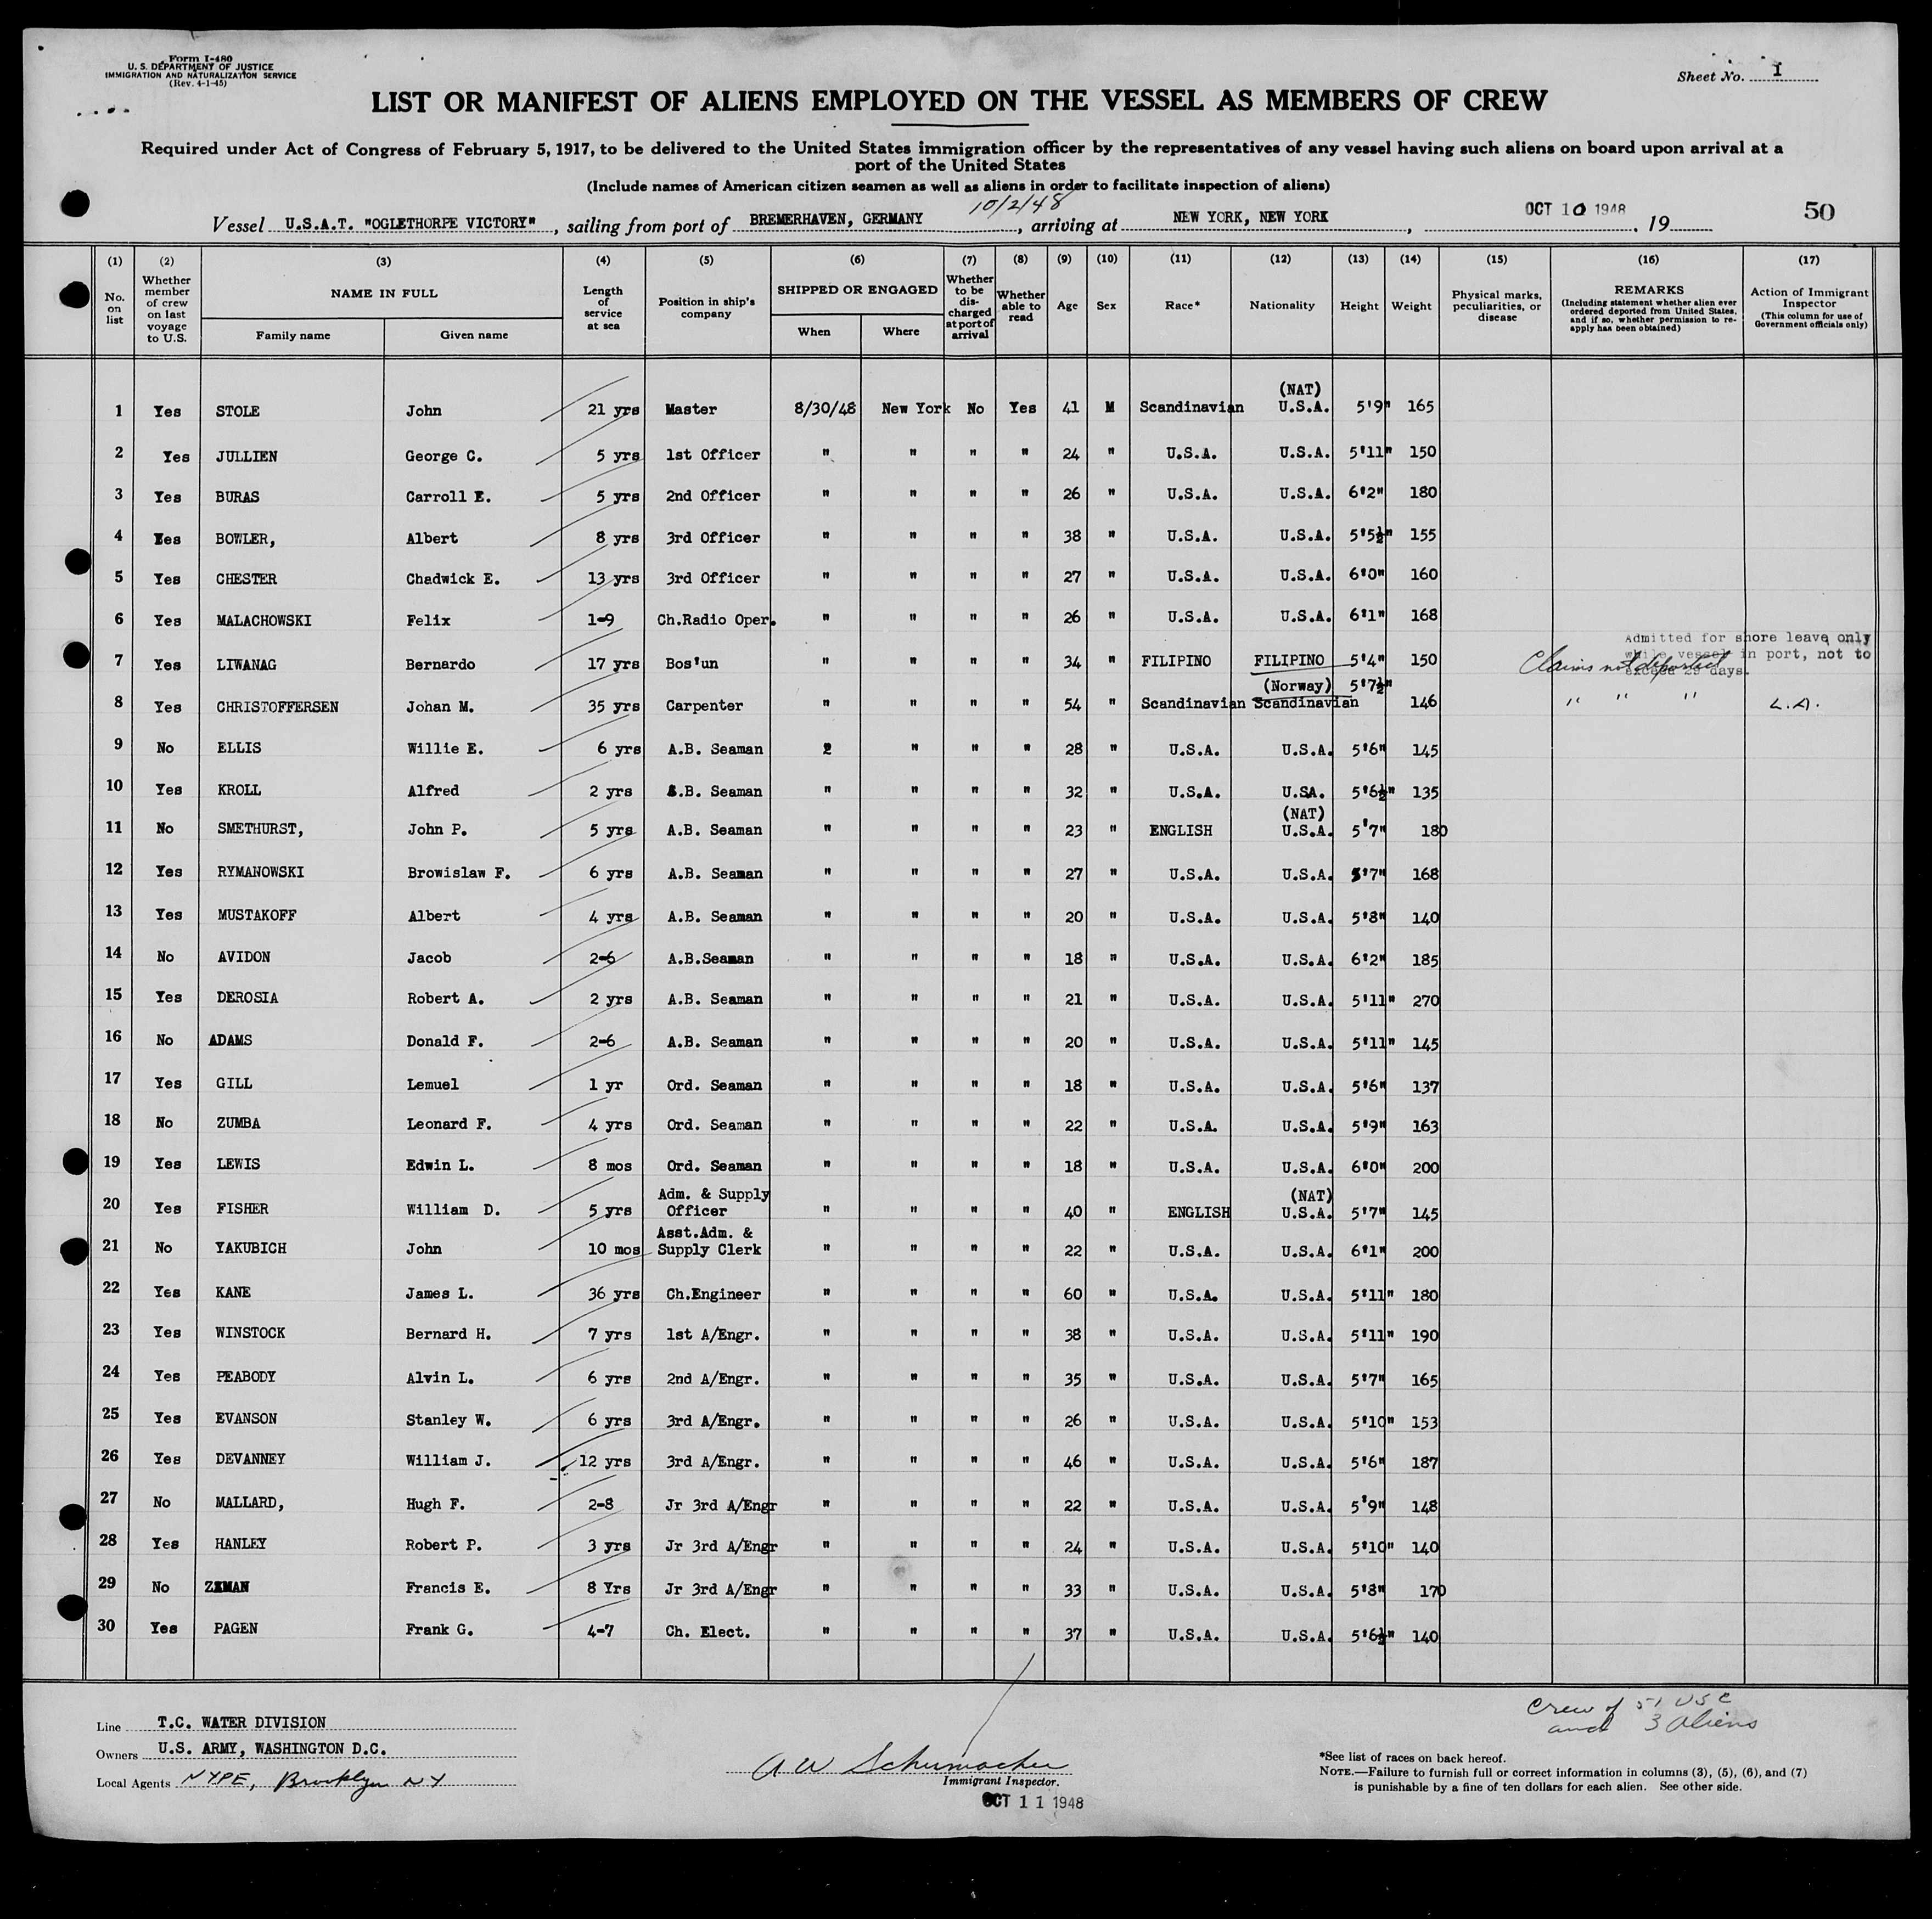 Form I-480
U. S. DEPARTMENT OF JUSTICE
IMMIGRATION AND NATURALIZATION SERVICE
(Rev. 4-1-45)
Sheet No. 1
LIST OR MANIFEST OF ALIENS EMPLOYED ON THE VESSEL AS MEMBERS OF CREW
Required under Act of Congress of February 5, 1917, to be delivered to the United States immigration officer by the representatives of any vessel having such aliens on board upon arrival at a
port of the United States
(Include names of American citizen seamen as well as aliens in order to facilitate inspection of aliens)
10/2/48
Vessel U.S.A.T. "OGLETHORPE VICTORY", sailing from port of BREMERHAVEN, GERMANY, arriving at NEW YORK, NEW YORK, OCT 10 1948, 19 50
(1) (2) (3) (4) (5) (6) (7) (8) (9) (10) (11) (12) (13) (14) (15) (16) (17)
No. on list
Whether member of crew on last voyage to U.S.
NAME IN FULL
Family name
Given name
Length of service at sea
Position in ship's company
SHIPPED OR ENGAGED
When
Where
Whether to be discharged at port of arrival
Whether able to read
Age
Sex
Race*
Nationality
Height
Weight
Physical marks, peculiarities, or disease
REMARKS
(Including statement whether alien ever ordered deported from United States, and if so, whether permission to re-apply has been obtained)
Action of Immigrant Inspector
(This column for use of Government officials only)
1 Yes STOLE John 21 yrs Master 8/30/48 New York No Yes 41 M Scandinavian (NAT) U.S.A. 5'9" 165
2 Yes JULLIEN George C. 5 yrs 1st Officer " " " " 24 " U.S.A. U.S.A. 5'11" 150
3 Yes BURAS Carroll E. 5 yrs 2nd Officer " " " " 26 " U.S.A. U.S.A. 6'2" 180
4 Yes BOWLER, Albert 8 yrs 3rd Officer " " " " 38 " U.S.A. U.S.A. 5'5½" 155
5 Yes CHESTER Chadwick E. 13 yrs 3rd Officer " " " " 27 " U.S.A. U.S.A. 6'0" 160
6 Yes MALACHOWSKI Felix 1-9 Ch.Radio Oper. " " " " 26 " U.S.A. U.S.A. 6'1" 168
Admitted for shore leave only
while vessel in port, not to
exceed 29 days.
7 Yes LIWANAG Bernardo 17 yrs Bos'un " " " " 34 " FILIPINO FILIPINO 5'4" 150 Claims not deported
8 Yes CHRISTOFFERSEN Johan M. 35 yrs Carpenter " " " " 54 " Scandinavian (Norway) Scandinavian 5'7½" 146 " " " L.A.
9 No ELLIS Willie E. 6 yrs A.B. Seaman " " " " 28 " U.S.A. U.S.A. 5'6" 145
10 Yes KROLL Alfred 2 yrs A.B. Seaman " " " " 32 " U.S.A. U.SA. 5'6½" 135
11 No SMETHURST, John P. 5 yrs A.B. Seaman " " " " 23 " ENGLISH (NAT) U.S.A. 5'7" 180
12 Yes RYMANOWSKI Browislaw F. 6 yrs A.B. Seaman " " " " 27 " U.S.A. U.S.A. 5'7" 168
13 Yes MUSTAKOFF Albert 4 yrs A.B. Seaman " " " " 20 " U.S.A. U.S.A. 5'8" 140
14 No AVIDON Jacob 2-6 A.B.Seaman " " " " 18 " U.S.A. U.S.A. 6'2" 185
15 Yes DEROSIA Robert A. 2 yrs A.B. Seaman " " " " 21 " U.S.A. U.S.A. 5'11" 270
16 No ADAMS Donald F. 2-6 A.B. Seaman " " " " 20 " U.S.A. U.S.A. 5'11" 145
17 Yes GILL Lemuel 1 yr Ord. Seaman " " " " 18 " U.S.A. U.S.A. 5'6" 137
18 No ZUMBA Leonard F. 4 yrs Ord. Seaman " " " " 22 " U.S.A. U.S.A. 5'9" 163
19 Yes LEWIS Edwin L. 8 mos Ord. Seaman " " " " 18 " U.S.A. U.S.A. 6'0" 200
20 Yes FISHER William D. 5 yrs Adm. & Supply Officer " " " " 40 " ENGLISH (NAT) U.S.A. 5'7" 145
21 No YAKUBICH John 10 mos Asst.Adm. & Supply Clerk " " " " 22 " U.S.A. U.S.A. 6'1" 200
22 Yes KANE James L. 36 yrs Ch.Engineer " " " " 60 " U.S.A. U.S.A. 5'11" 180
23 Yes WINSTOCK Bernard H. 7 yrs 1st A/Engr. " " " " 38 " U.S.A. U.S.A. 5'11" 190
24 Yes PEABODY Alvin L. 6 yrs 2nd A/Engr. " " " " 35 " U.S.A. U.S.A. 5'7" 165
25 Yes EVANSON Stanley W. 6 yrs 3rd A/Engr. " " " " 26 " U.S.A. U.S.A. 5'10" 153
26 Yes DEVANNEY William J. 12 yrs 3rd A/Engr. " " " " 46 " U.S.A. U.S.A. 5'6" 187
27 No MALLARD, Hugh F. 2-8 Jr 3rd A/Engr " " " " 22 " U.S.A. U.S.A. 5'9" 148
28 Yes HANLEY Robert P. 3 yrs Jr 3rd A/Engr " " " " 24 " U.S.A. U.S.A. 5'10" 140
29 No Francis E. 8 Yrs Jr 3rd A/Engr " " " " 33 " U.S.A. U.S.A. 5'8" 170
30 Yes PAGEN Frank G. 4-7 Ch. Elect. " " " " 37 " U.S.A. U.S.A. 5'6½" 140
Crew of 51 USC
and 3 aliens
Line T.C. WATER DIVISION
Owners U.S. ARMY, WASHINGTON D.C.
Local Agents NYPE, Brooklyn NY
A W Schumacher
Immigrant Inspector.
OCT 11 1948
*See list of races on back hereof.
NOTE.—Failure to furnish full or correct information in columns (3), (5), (6), and (7)
is punishable by a fine of ten dollars for each alien. See other side.